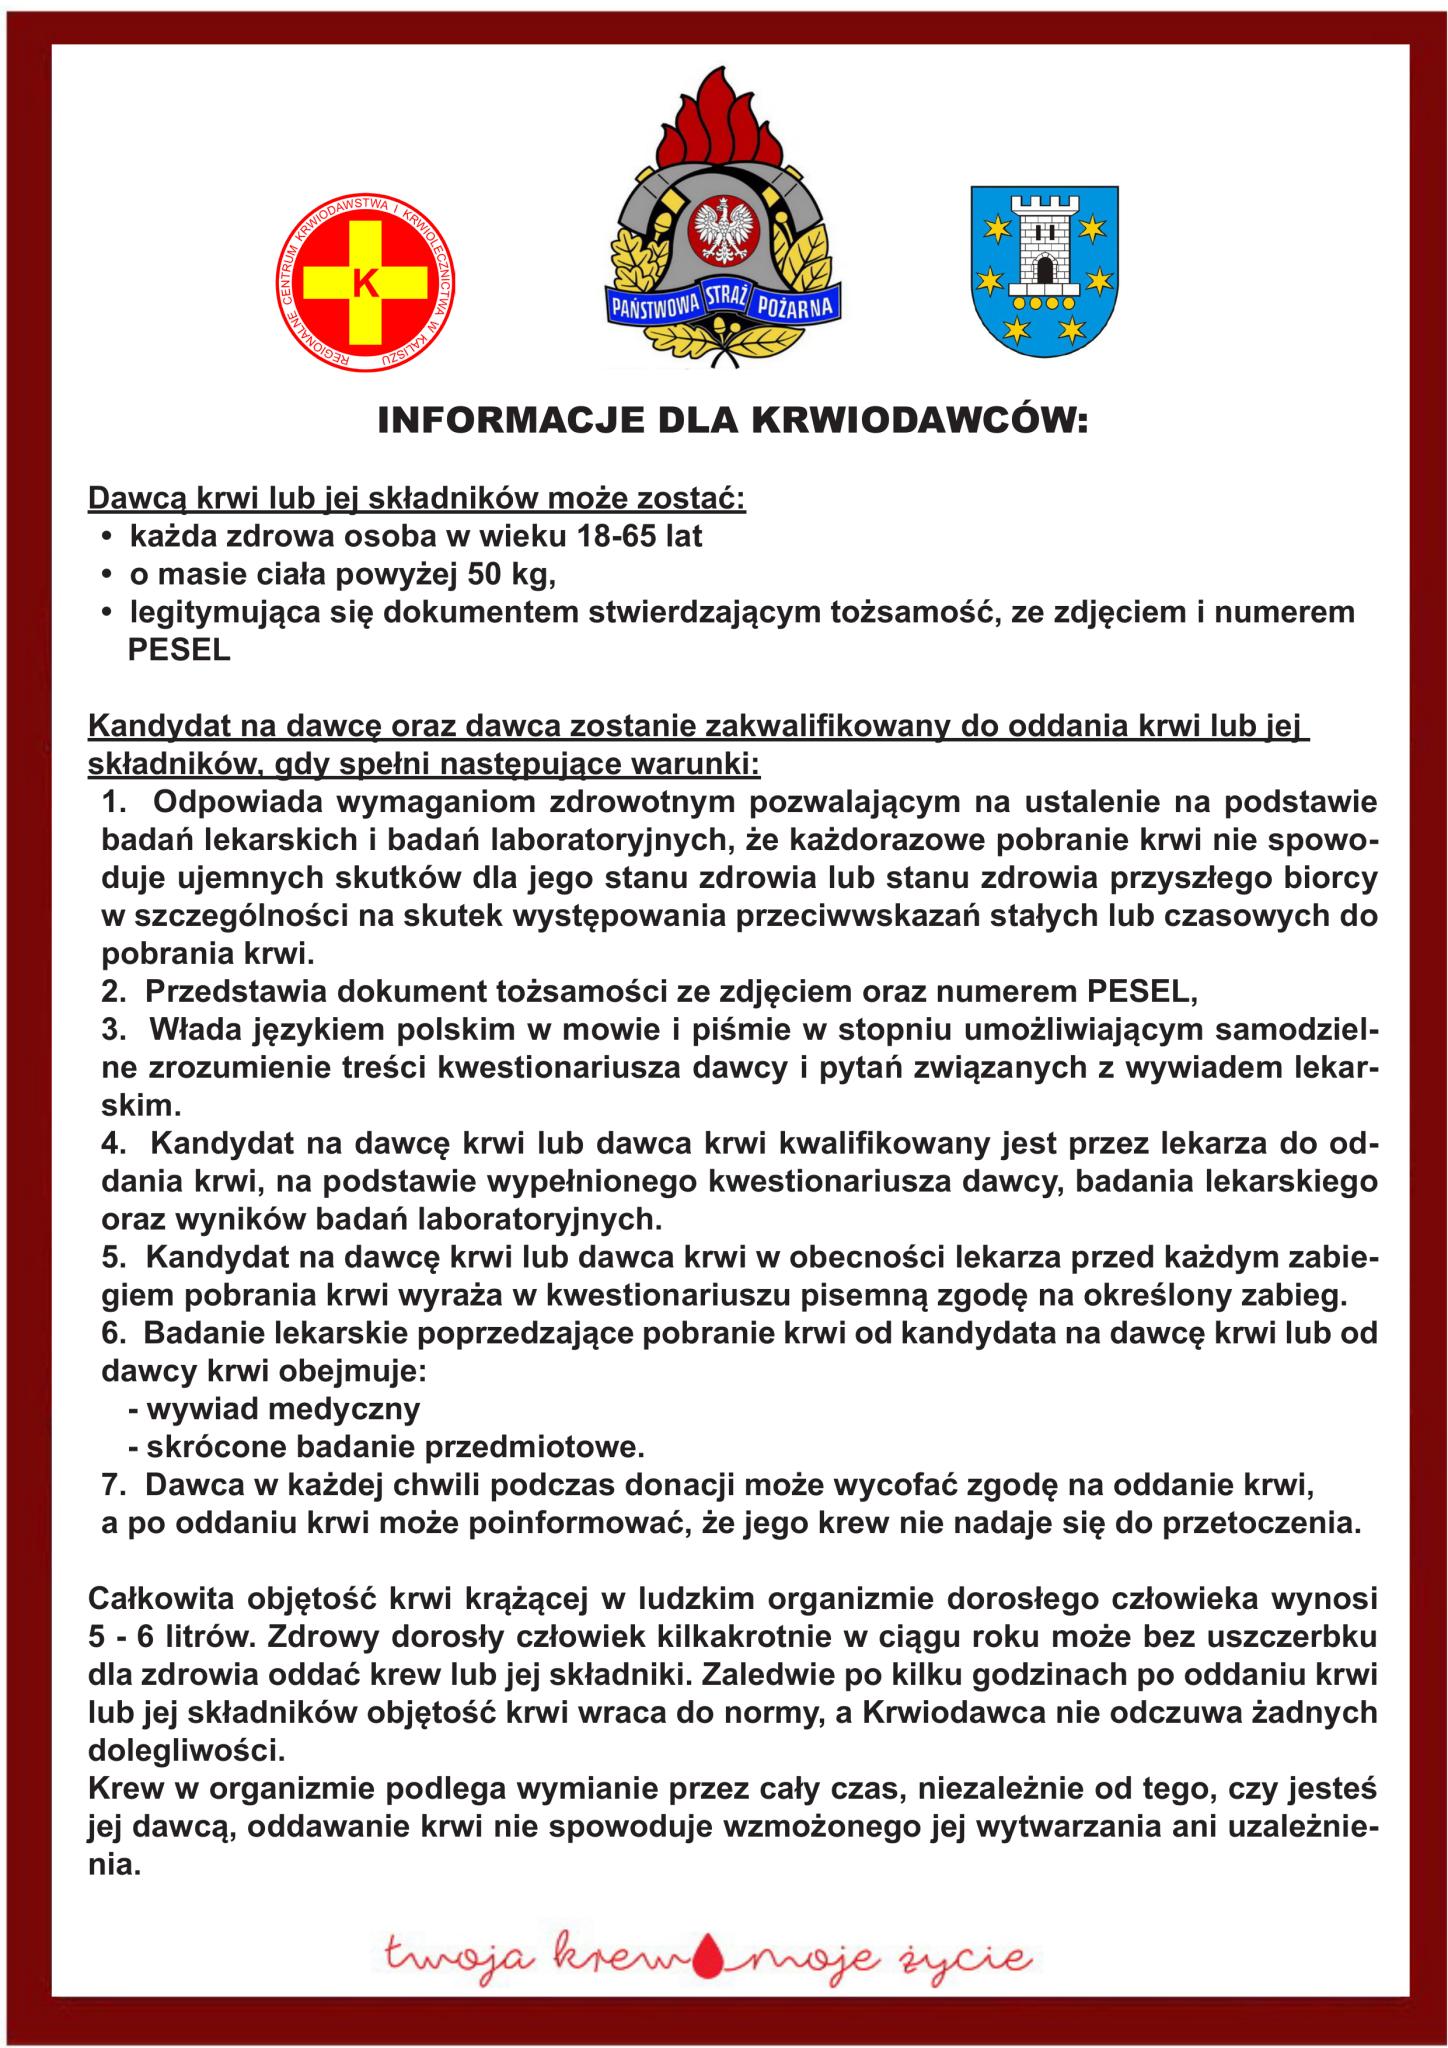 REGIONALNE CENTRUM KRWIODAWSTWA I KRWIOLECZNICTWA W KALISZU
K
PAŃSTWOWA STRAŻ POŻARNA
INFORMACJE DLA KRWIODAWCÓW:
Dawcą krwi lub jej składników może zostać:
• każda zdrowa osoba w wieku 18-65 lat
• o masie ciała powyżej 50 kg,
• legitymująca się dokumentem stwierdzającym tożsamość, ze zdjęciem i numerem
PESEL
Kandydat na dawcę oraz dawca zostanie zakwalifikowany do oddania krwi lub jej
składników, gdy spełni następujące warunki:
1. Odpowiada wymaganiom zdrowotnym pozwalającym na ustalenie na podstawie
badań lekarskich i badań laboratoryjnych, że każdorazowe pobranie krwi nie spowo-
duje ujemnych skutków dla jego stanu zdrowia lub stanu zdrowia przyszłego biorcy
w szczególności na skutek występowania przeciwwskazań stałych lub czasowych do
pobrania krwi.
2. Przedstawia dokument tożsamości ze zdjęciem oraz numerem PESEL,
3. Włada językiem polskim w mowie i piśmie w stopniu umożliwiającym samodziel-
ne zrozumienie treści kwestionariusza dawcy i pytań związanych z wywiadem lekar-
skim.
4. Kandydat na dawcę krwi lub dawca krwi kwalifikowany jest przez lekarza do od-
dania krwi, na podstawie wypełnionego kwestionariusza dawcy, badania lekarskiego
oraz wyników badań laboratoryjnych.
5. Kandydat na dawcę krwi lub dawca krwi w obecności lekarza przed każdym zabie-
giem pobrania krwi wyraża w kwestionariuszu pisemną zgodę na określony zabieg.
6. Badanie lekarskie poprzedzające pobranie krwi od kandydata na dawcę krwi lub od
dawcy krwi obejmuje:
- wywiad medyczny
- skrócone badanie przedmiotowe.
7. Dawca w każdej chwili podczas donacji może wycofać zgodę na oddanie krwi,
a po oddaniu krwi może poinformować, że jego krew nie nadaje się do przetoczenia.
Całkowita objętość krwi krążącej w ludzkim organizmie dorosłego człowieka wynosi
5 - 6 litrów. Zdrowy dorosły człowiek kilkakrotnie w ciągu roku może bez uszczerbku
dla zdrowia oddać krew lub jej składniki. Zaledwie po kilku godzinach po oddaniu krwi
lub jej składników objętość krwi wraca do normy, a Krwiodawca nie odczuwa żadnych
dolegliwości.
Krew w organizmie podlega wymianie przez cały czas, niezależnie od tego, czy jesteś
jej dawcą, oddawanie krwi nie spowoduje wzmożonego jej wytwarzania ani uzależnie-
nia.
twoja krew moje życie